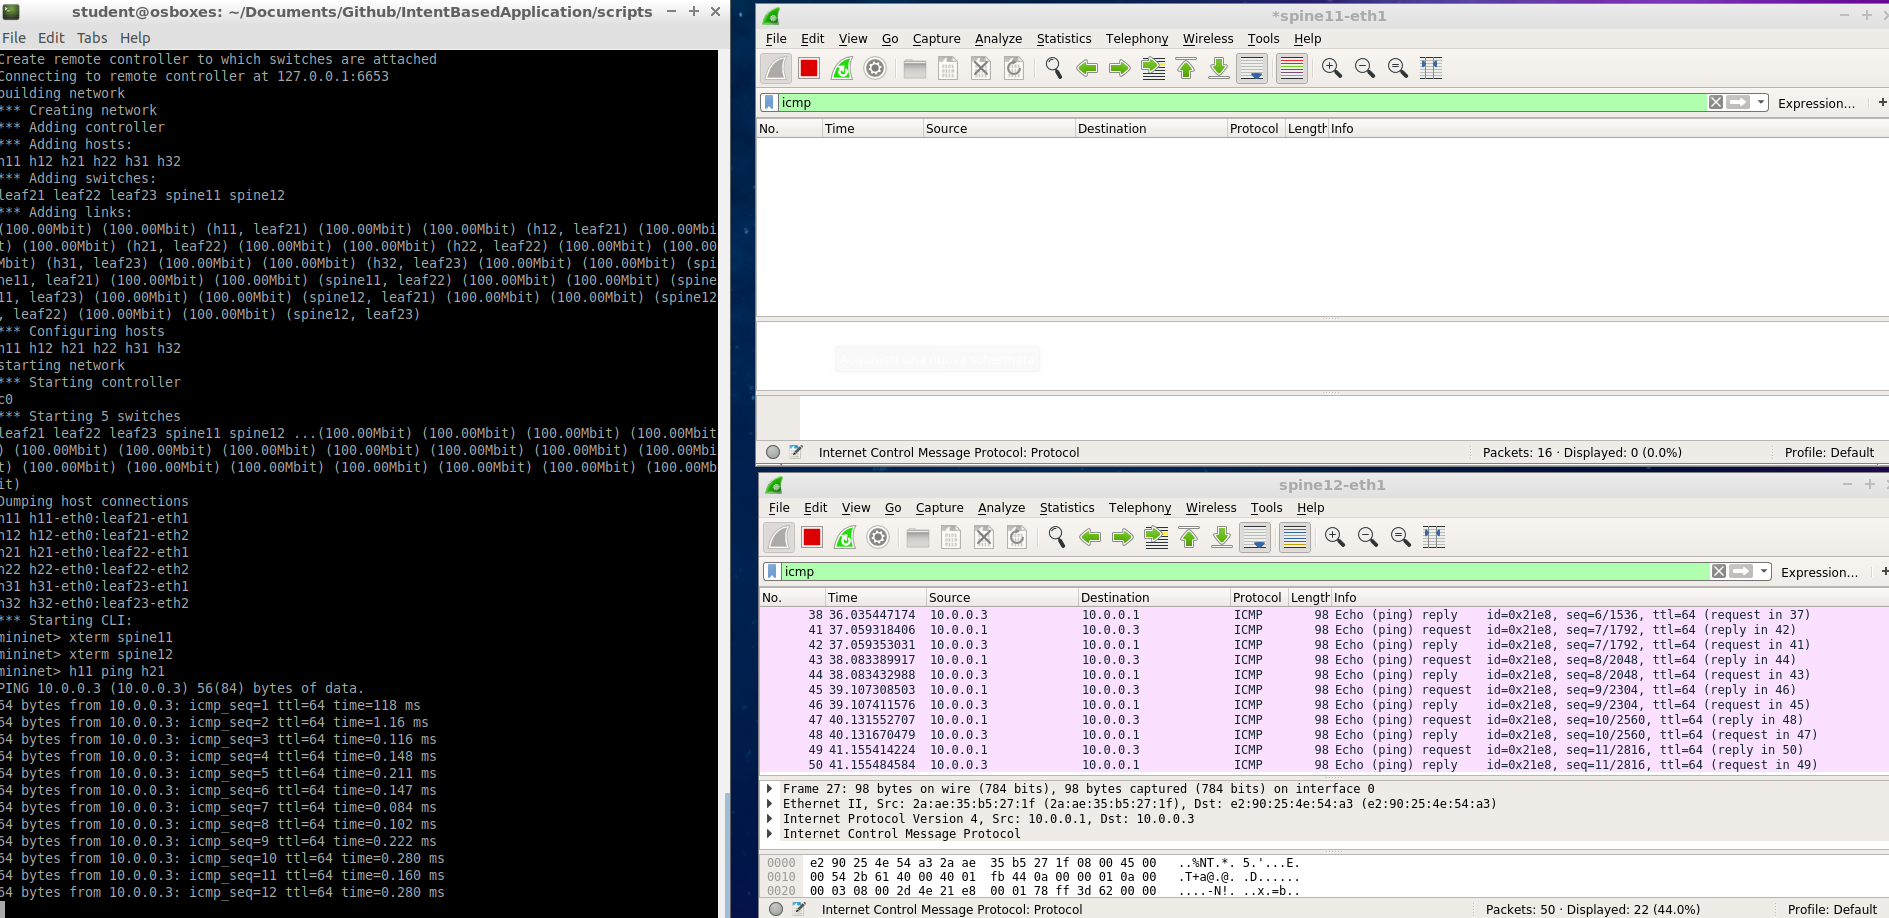 student@osboxes: ~/Documents/Github/IntentBasedApplication/scripts
File Edit Tabs Help
Create remote controller to which switches are attached
Connecting to remote controller at 127.0.0.1:6653
building network
*** Creating network
*** Adding controller
*** Adding hosts:
h11 h12 h21 h22 h31 h32
*** Adding switches:
leaf21 leaf22 leaf23 spine11 spine12
*** Adding links:
(100.00Mbit) (100.00Mbit) (h11, leaf21) (100.00Mbit) (100.00Mbit) (h12, leaf21) (100.00Mbi
t) (100.00Mbit) (h21, leaf22) (100.00Mbit) (100.00Mbit) (h22, leaf22) (100.00Mbit) (100.00
Mbit) (h31, leaf23) (100.00Mbit) (100.00Mbit) (h32, leaf23) (100.00Mbit) (100.00Mbit) (spi
ne11, leaf21) (100.00Mbit) (100.00Mbit) (spine11, leaf22) (100.00Mbit) (100.00Mbit) (spine
11, leaf23) (100.00Mbit) (100.00Mbit) (spine12, leaf21) (100.00Mbit) (100.00Mbit) (spine12
, leaf22) (100.00Mbit) (100.00Mbit) (spine12, leaf23)
*** Configuring hosts
h11 h12 h21 h22 h31 h32
starting network
*** Starting controller
c0
*** Starting 5 switches
leaf21 leaf22 leaf23 spine11 spine12 ...(100.00Mbit) (100.00Mbit) (100.00Mbit) (100.00Mbit
) (100.00Mbit) (100.00Mbit) (100.00Mbit) (100.00Mbit) (100.00Mbit) (100.00Mbit) (100.00Mbi
t) (100.00Mbit) (100.00Mbit) (100.00Mbit) (100.00Mbit) (100.00Mbit) (100.00Mbit) (100.00Mb
it)
Dumping host connections
h11 h11-eth0:leaf21-eth1
h12 h12-eth0:leaf21-eth2
h21 h21-eth0:leaf22-eth1
h22 h22-eth0:leaf22-eth2
h31 h31-eth0:leaf23-eth1
h32 h32-eth0:leaf23-eth2
*** Starting CLI:
mininet> xterm spine11
mininet> xterm spine12
mininet> h11 ping h21
PING 10.0.0.3 (10.0.0.3) 56(84) bytes of data.
64 bytes from 10.0.0.3: icmp_seq=1 ttl=64 time=118 ms
64 bytes from 10.0.0.3: icmp_seq=2 ttl=64 time=1.16 ms
64 bytes from 10.0.0.3: icmp_seq=3 ttl=64 time=0.116 ms
64 bytes from 10.0.0.3: icmp_seq=4 ttl=64 time=0.148 ms
64 bytes from 10.0.0.3: icmp_seq=5 ttl=64 time=0.211 ms
64 bytes from 10.0.0.3: icmp_seq=6 ttl=64 time=0.147 ms
64 bytes from 10.0.0.3: icmp_seq=7 ttl=64 time=0.084 ms
64 bytes from 10.0.0.3: icmp_seq=8 ttl=64 time=0.102 ms
64 bytes from 10.0.0.3: icmp_seq=9 ttl=64 time=0.222 ms
64 bytes from 10.0.0.3: icmp_seq=10 ttl=64 time=0.280 ms
64 bytes from 10.0.0.3: icmp_seq=11 ttl=64 time=0.160 ms
64 bytes from 10.0.0.3: icmp_seq=12 ttl=64 time=0.280 ms
*spine11-eth1
File Edit View Go Capture Analyze Statistics Telephony Wireless Tools Help
icmp Expression... +
No. Time Source Destination Protocol Length Info
Internet Control Message Protocol: Protocol Packets: 16 · Displayed: 0 (0.0%) Profile: Default
spine12-eth1
File Edit View Go Capture Analyze Statistics Telephony Wireless Tools Help
icmp Expression... +
No. Time Source Destination Protocol Length Info
38 36.035447174 10.0.0.3 10.0.0.1 ICMP 98 Echo (ping) reply id=0x21e8, seq=6/1536, ttl=64 (request in 37)
41 37.059318406 10.0.0.1 10.0.0.3 ICMP 98 Echo (ping) request id=0x21e8, seq=7/1792, ttl=64 (reply in 42)
42 37.059353031 10.0.0.3 10.0.0.1 ICMP 98 Echo (ping) reply id=0x21e8, seq=7/1792, ttl=64 (request in 41)
43 38.083389917 10.0.0.1 10.0.0.3 ICMP 98 Echo (ping) request id=0x21e8, seq=8/2048, ttl=64 (reply in 44)
44 38.083432988 10.0.0.3 10.0.0.1 ICMP 98 Echo (ping) reply id=0x21e8, seq=8/2048, ttl=64 (request in 43)
45 39.107308503 10.0.0.1 10.0.0.3 ICMP 98 Echo (ping) request id=0x21e8, seq=9/2304, ttl=64 (reply in 46)
46 39.107411576 10.0.0.3 10.0.0.1 ICMP 98 Echo (ping) reply id=0x21e8, seq=9/2304, ttl=64 (request in 45)
47 40.131552707 10.0.0.1 10.0.0.3 ICMP 98 Echo (ping) request id=0x21e8, seq=10/2560, ttl=64 (reply in 48)
48 40.131670479 10.0.0.3 10.0.0.1 ICMP 98 Echo (ping) reply id=0x21e8, seq=10/2560, ttl=64 (request in 47)
49 41.155414224 10.0.0.1 10.0.0.3 ICMP 98 Echo (ping) request id=0x21e8, seq=11/2816, ttl=64 (reply in 50)
50 41.155484584 10.0.0.3 10.0.0.1 ICMP 98 Echo (ping) reply id=0x21e8, seq=11/2816, ttl=64 (request in 49)
Frame 27: 98 bytes on wire (784 bits), 98 bytes captured (784 bits) on interface 0
Ethernet II, Src: 2a:ae:35:b5:27:1f (2a:ae:35:b5:27:1f), Dst: e2:90:25:4e:54:a3 (e2:90:25:4e:54:a3)
Internet Protocol Version 4, Src: 10.0.0.1, Dst: 10.0.0.3
Internet Control Message Protocol
0000 e2 90 25 4e 54 a3 2a ae 35 b5 27 1f 08 00 45 00 ..%NT.*. 5.'...E.
0010 00 54 2b 61 40 00 40 01 fb 44 0a 00 00 01 0a 00 .T+a@.@. .D......
0020 00 03 08 00 2d 4e 21 e8 00 01 78 ff 3d 62 00 00 ....-N!. ..x.=b..
Internet Control Message Protocol: Protocol Packets: 50 · Displayed: 22 (44.0%) Profile: Default